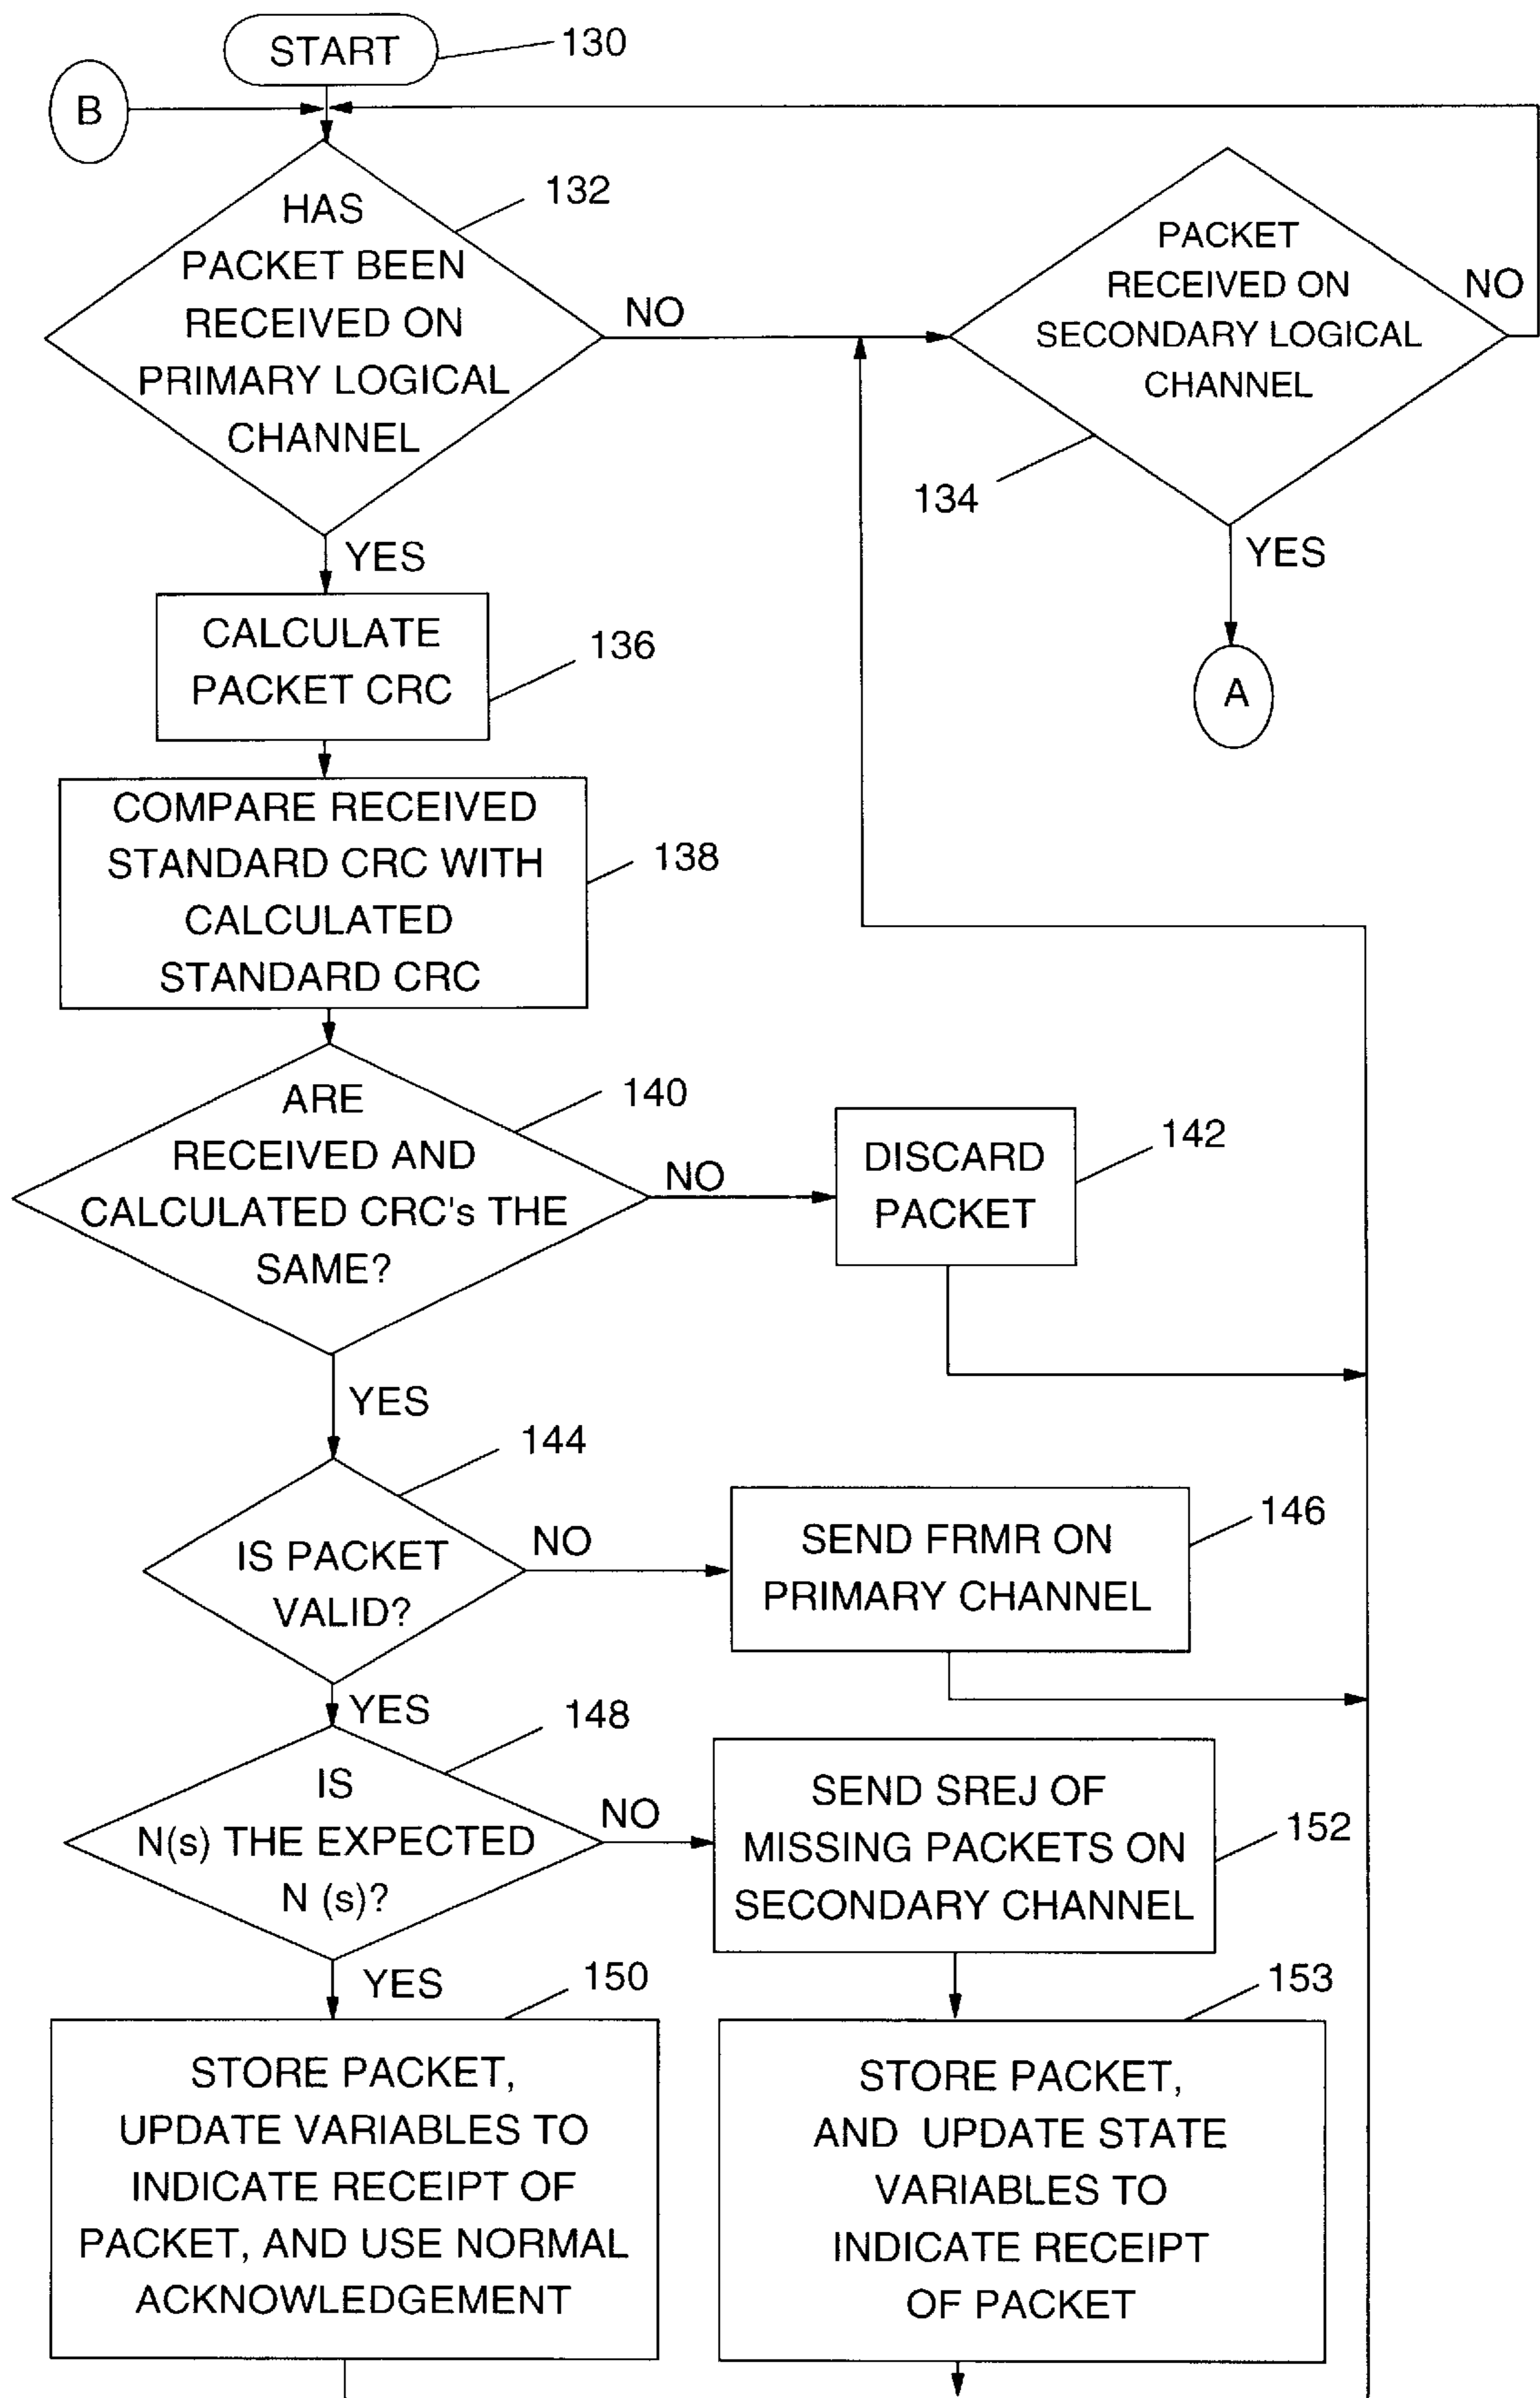 START
130
B
HAS
PACKET BEEN
RECEIVED ON
PRIMARY LOGICAL
CHANNEL
132
NO
PACKET
RECEIVED ON
SECONDARY LOGICAL
CHANNEL
NO
134
YES
YES
A
CALCULATE
PACKET CRC
136
COMPARE RECEIVED
STANDARD CRC WITH
CALCULATED
STANDARD CRC
138
ARE
RECEIVED AND
CALCULATED CRC's THE
SAME?
140
NO
DISCARD
PACKET
142
YES
144
IS PACKET
VALID?
NO
SEND FRMR ON
PRIMARY CHANNEL
146
YES
148
IS
N(s) THE EXPECTED
N (s)?
NO
SEND SREJ OF
MISSING PACKETS ON
SECONDARY CHANNEL
152
YES
150
153
STORE PACKET,
UPDATE VARIABLES TO
INDICATE RECEIPT OF
PACKET, AND USE NORMAL
ACKNOWLEDGEMENT
STORE PACKET,
AND UPDATE STATE
VARIABLES TO
INDICATE RECEIPT
OF PACKET